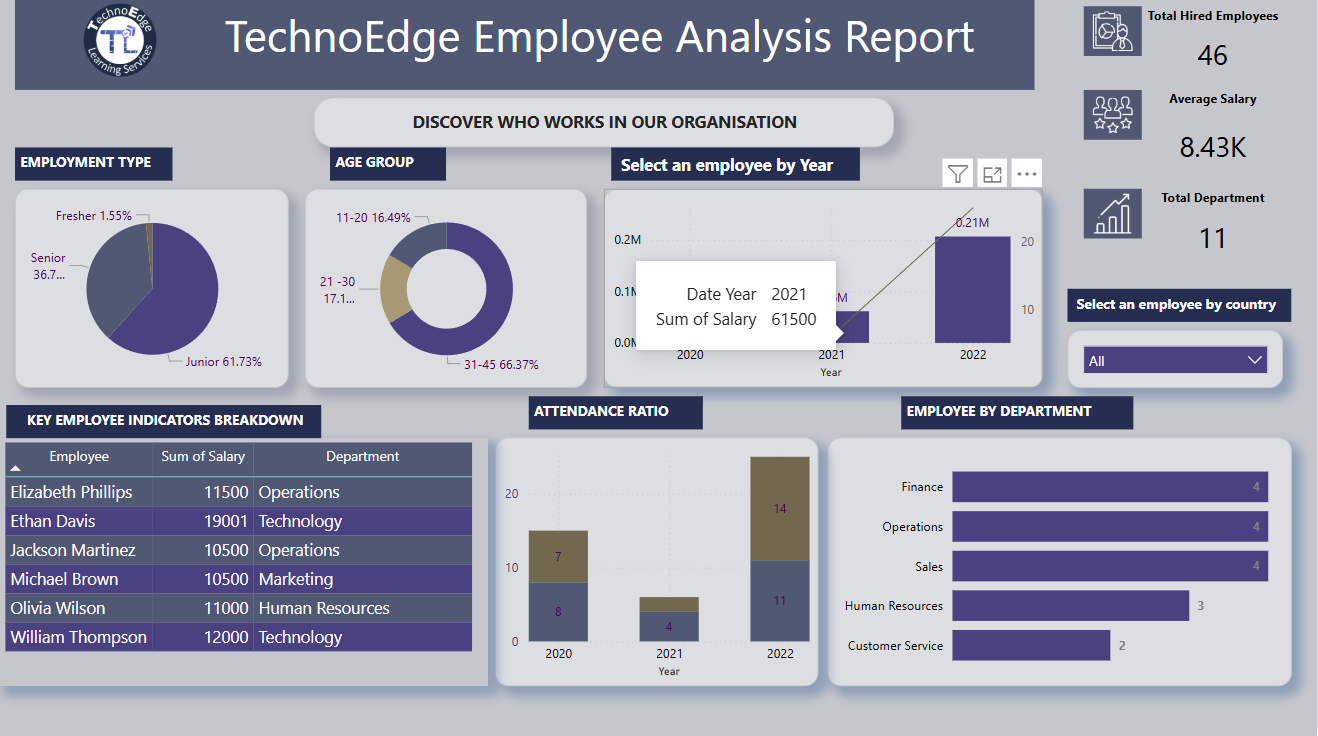 TechnoEdge
TL
Learning Services
TechnoEdge Employee Analysis Report
Total Hired Employees
46
Average Salary
8.43K
Total Department
11
DISCOVER WHO WORKS IN OUR ORGANISATION
EMPLOYMENT TYPE
Fresher 1.55%
Senior
36.7...
Junior 61.73%
AGE GROUP
11-20 16.49%
21 -30
17.1...
31-45 66.37%
Select an employee by Year
0.2M
0.1M
0.0M
0.21M
20
10
Date Year 2021
Sum of Salary 61500
2020 2021 2022
Year
Select an employee by country
All
KEY EMPLOYEE INDICATORS BREAKDOWN
Employee Sum of Salary Department
Elizabeth Phillips 11500 Operations
Ethan Davis 19001 Technology
Jackson Martinez 10500 Operations
Michael Brown 10500 Marketing
Olivia Wilson 11000 Human Resources
William Thompson 12000 Technology
ATTENDANCE RATIO
20
10
0
7
8
4
14
11
2020 2021 2022
Year
EMPLOYEE BY DEPARTMENT
Finance 4
Operations 4
Sales 4
Human Resources 3
Customer Service 2